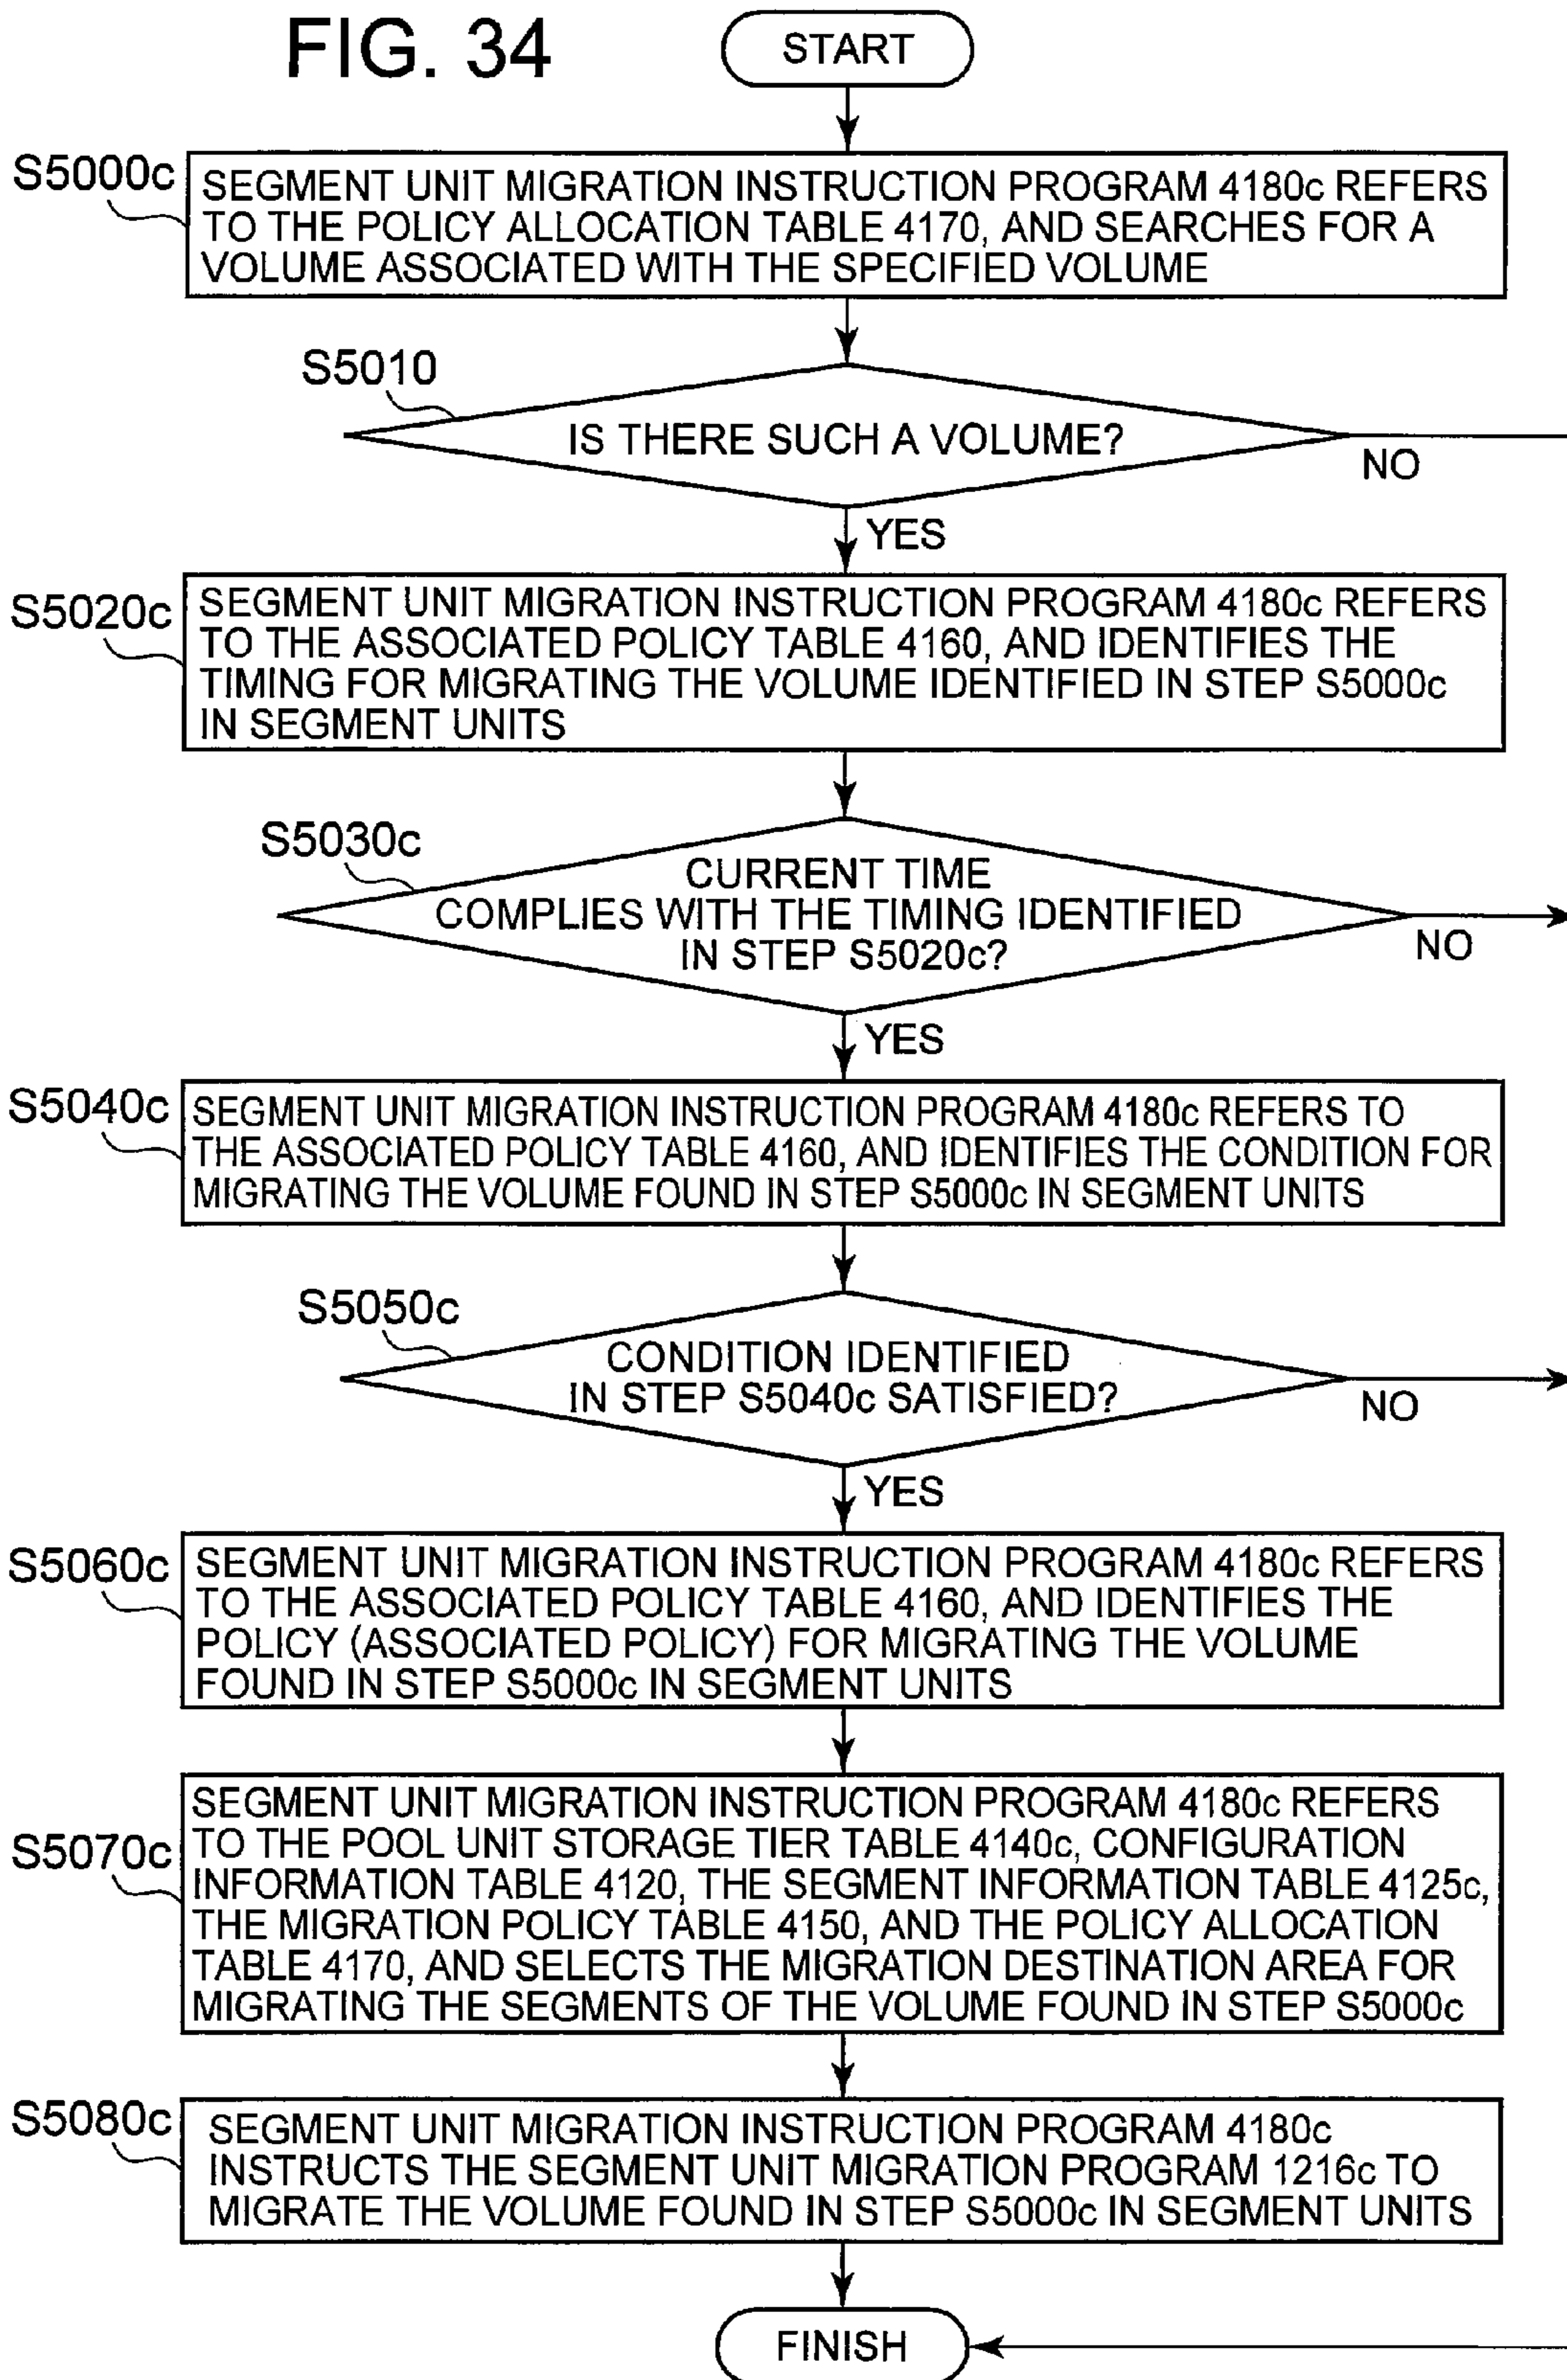 FIG. 34
START
S5000c
SEGMENT UNIT MIGRATION INSTRUCTION PROGRAM 4180c REFERS
TO THE POLICY ALLOCATION TABLE 4170, AND SEARCHES FOR A
VOLUME ASSOCIATED WITH THE SPECIFIED VOLUME
S5010
IS THERE SUCH A VOLUME?
NO
YES
S5020c
SEGMENT UNIT MIGRATION INSTRUCTION PROGRAM 4180c REFERS
TO THE ASSOCIATED POLICY TABLE 4160, AND IDENTIFIES THE
TIMING FOR MIGRATING THE VOLUME IDENTIFIED IN STEP S5000c
IN SEGMENT UNITS
S5030c
CURRENT TIME
COMPLIES WITH THE TIMING IDENTIFIED
IN STEP S5020c?
NO
YES
S5040c
SEGMENT UNIT MIGRATION INSTRUCTION PROGRAM 4180c REFERS TO
THE ASSOCIATED POLICY TABLE 4160, AND IDENTIFIES THE CONDITION FOR
MIGRATING THE VOLUME FOUND IN STEP S5000c IN SEGMENT UNITS
S5050c
CONDITION IDENTIFIED
IN STEP S5040c SATISFIED?
NO
YES
S5060c
SEGMENT UNIT MIGRATION INSTRUCTION PROGRAM 4180c REFERS
TO THE ASSOCIATED POLICY TABLE 4160, AND IDENTIFIES THE
POLICY (ASSOCIATED POLICY) FOR MIGRATING THE VOLUME
FOUND IN STEP S5000c IN SEGMENT UNITS
S5070c
SEGMENT UNIT MIGRATION INSTRUCTION PROGRAM 4180c REFERS
TO THE POOL UNIT STORAGE TIER TABLE 4140c, CONFIGURATION
INFORMATION TABLE 4120, THE SEGMENT INFORMATION TABLE 4125c,
THE MIGRATION POLICY TABLE 4150, AND THE POLICY ALLOCATION
TABLE 4170, AND SELECTS THE MIGRATION DESTINATION AREA FOR
MIGRATING THE SEGMENTS OF THE VOLUME FOUND IN STEP S5000c
S5080c
SEGMENT UNIT MIGRATION INSTRUCTION PROGRAM 4180c
INSTRUCTS THE SEGMENT UNIT MIGRATION PROGRAM 1216c TO
MIGRATE THE VOLUME FOUND IN STEP S5000c IN SEGMENT UNITS
FINISH